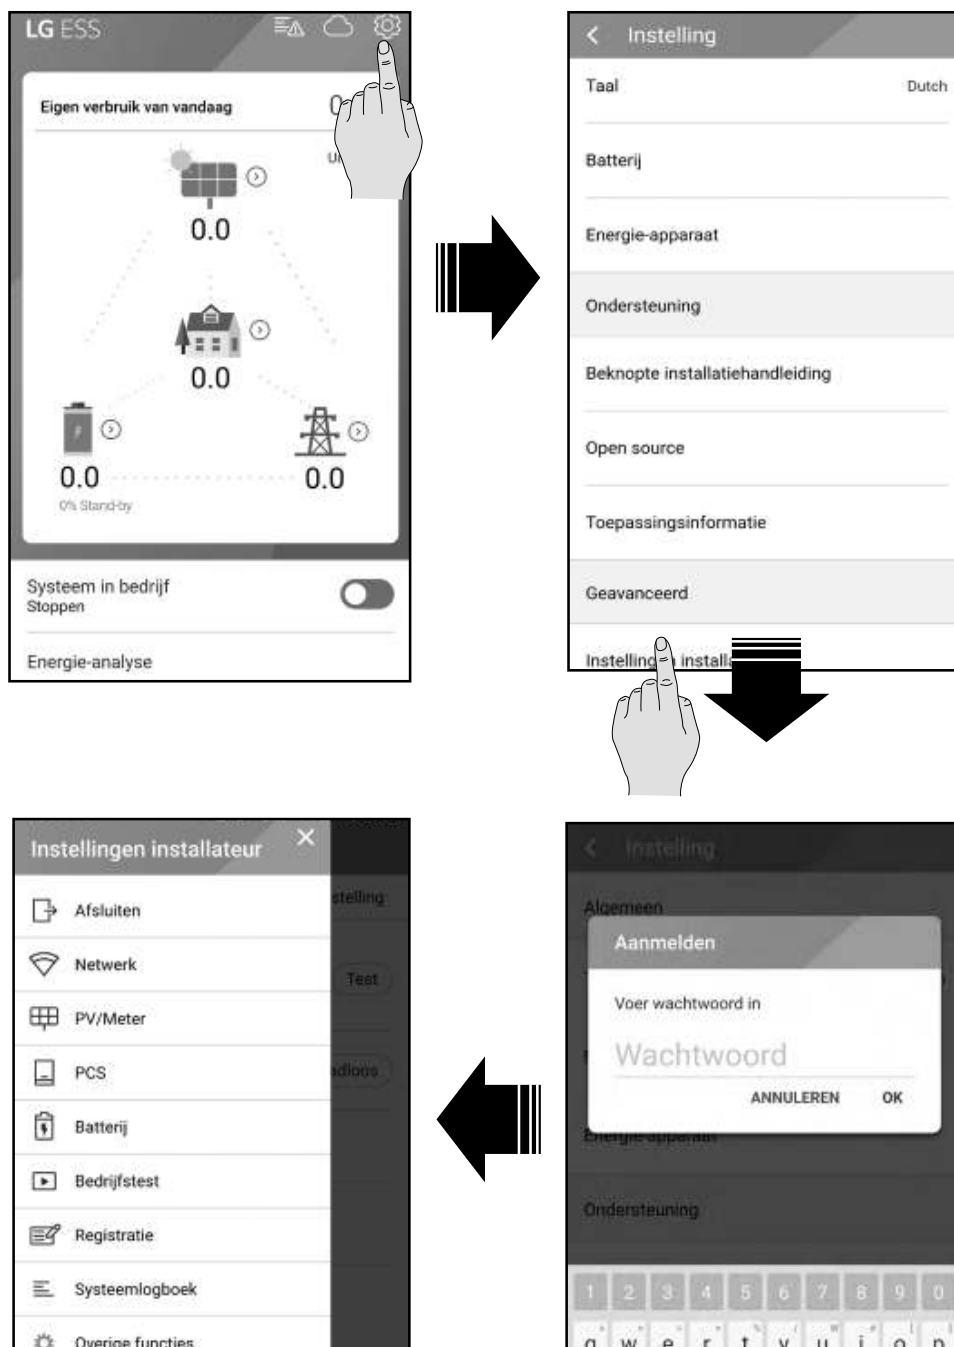 LG ESS
Eigen verbruik van vandaag
0.0
0.0
0.0
0.0
0% Stand-by
Systeem in bedrijf
Stoppen
Energie-analyse
Instelling
Taal Dutch
Batterij
Energie-apparaat
Ondersteuning
Beknopte installatiehandleiding
Open source
Toepassingsinformatie
Geavanceerd
Instelling
Algemeen
Aanmelden
Voer wachtwoord in
Wachtwoord
ANNULEREN OK
Energie-apparaat
Ondersteuning
1 2 3 4 5 6 7 8 9 0
q w e r t y u i o p
Instellingen installateur
Afsluiten
Netwerk
Test
PV/Meter
PCS
Batterij
Bedrijfstest
Registratie
Systeemlogboek
Overige functies